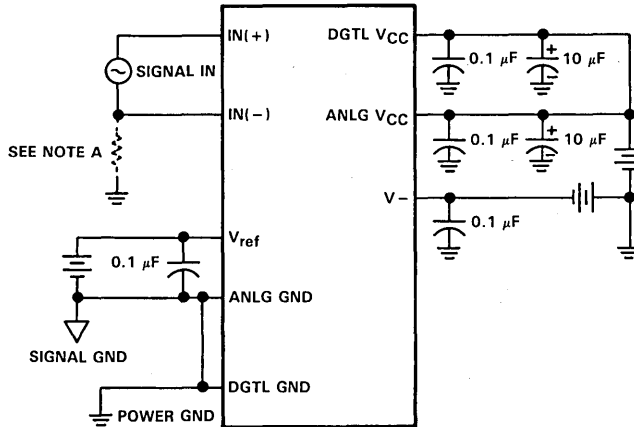 IN(+)
DGTL VCC
0.1 μF
+
10 μF
−
SIGNAL IN
IN(−)
ANLG VCC
0.1 μF
+
10 μF
−
SEE NOTE A
V−
0.1 μF
Vref
0.1 μF
ANLG GND
SIGNAL GND
DGTL GND
POWER GND